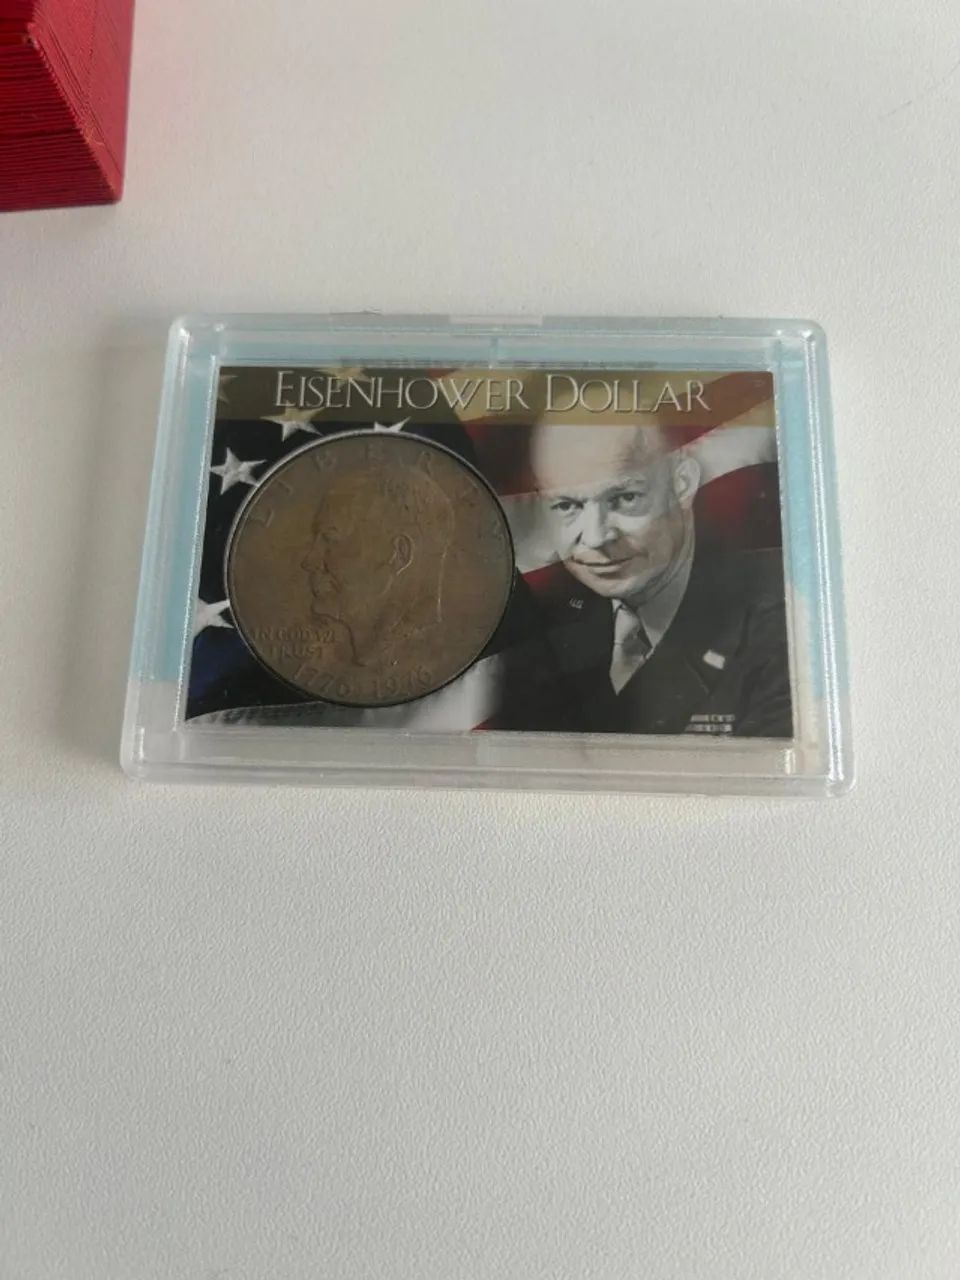 EISENHOWER DOLLAR
LIBERTY
IN GOD WE
TRUST
1776-1976